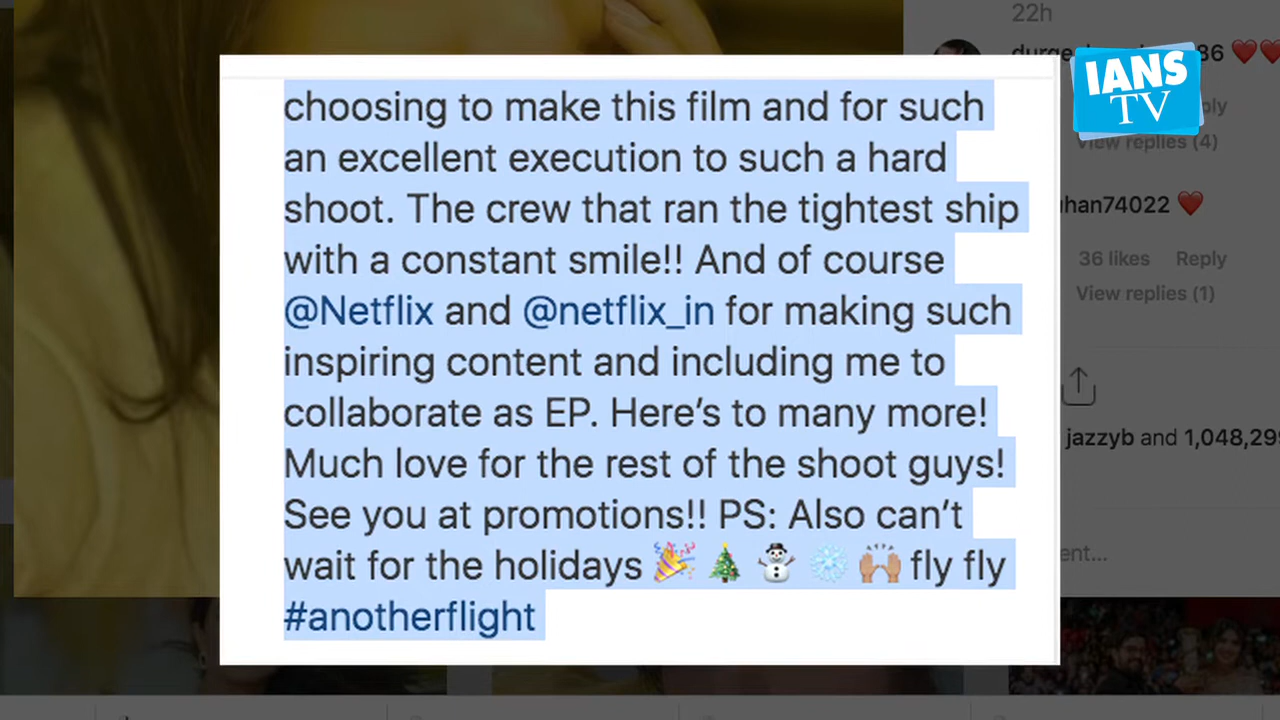 22h
86 ❤️❤️
IANS
TV
View replies (4)
choosing to make this film and for such
an excellent execution to such a hard
shoot. The crew that ran the tightest ship
with a constant smile!! And of course
@Netflix and @netflix_in for making such
inspiring content and including me to
collaborate as EP. Here’s to many more!
Much love for the rest of the shoot guys!
See you at promotions!! PS: Also can’t
wait for the holidays 🎉 🎄 ⛄ ❄️ 🙌🏽 fly fly
#anotherflight
han74022 ❤️
36 likes Reply
View replies (1)
jazzyb and 1,048,29